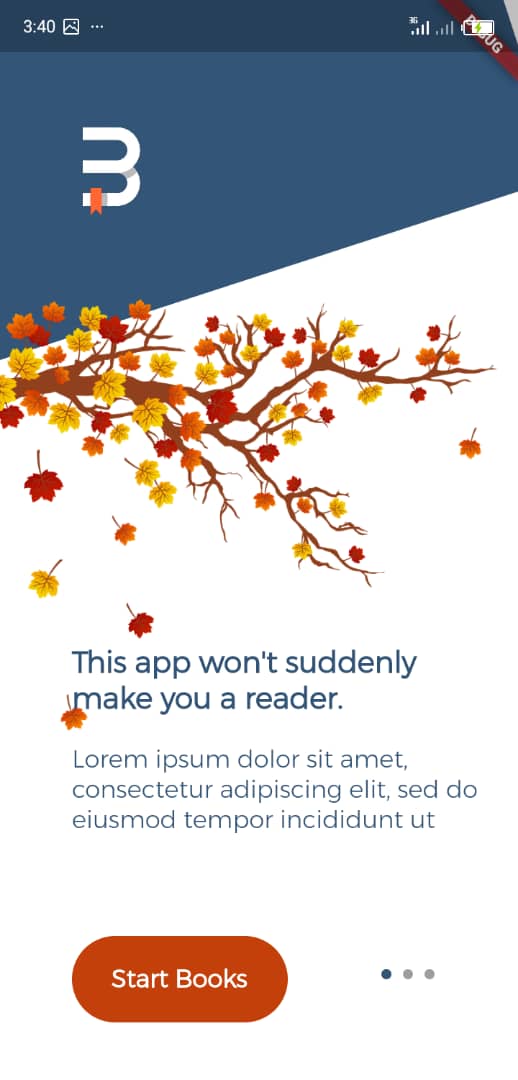 3:40
3G
DEBUG
B
This app won't suddenly
make you a reader.
Lorem ipsum dolor sit amet,
consectetur adipiscing elit, sed do
eiusmod tempor incididunt ut
Start Books